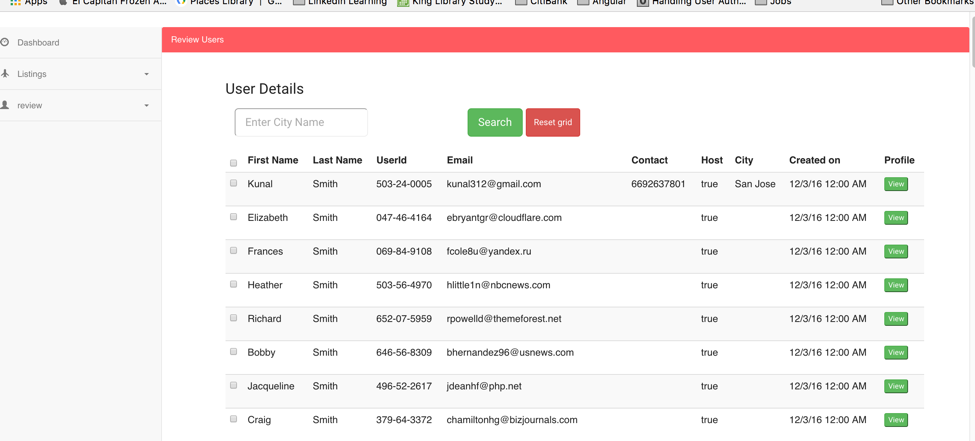 Apps El Capitan Frozen A... Places Library | G... LinkedIn Learning King Library Study... CitiBank Angular Handling User Auth... Jobs Other Bookmarks
Dashboard
Listings
review
Review Users
User Details
Enter City Name Search Reset grid
First Name Last Name UserId Email Contact Host City Created on Profile
Kunal Smith 503-24-0005 kunal312@gmail.com 6692637801 true San Jose 12/3/16 12:00 AM View
Elizabeth Smith 047-46-4164 ebryantgr@cloudflare.com true 12/3/16 12:00 AM View
Frances Smith 069-84-9108 fcole8u@yandex.ru true 12/3/16 12:00 AM View
Heather Smith 503-56-4970 hlittle1n@nbcnews.com true 12/3/16 12:00 AM View
Richard Smith 652-07-5959 rpowelld@themeforest.net true 12/3/16 12:00 AM View
Bobby Smith 646-56-8309 bhernandez96@usnews.com true 12/3/16 12:00 AM View
Jacqueline Smith 496-52-2617 jdeanhf@php.net true 12/3/16 12:00 AM View
Craig Smith 379-64-3372 chamiltonhg@bizjournals.com true 12/3/16 12:00 AM View